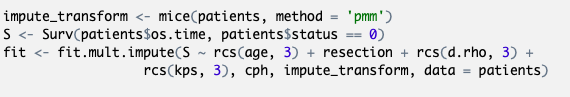 impute_transform <- mice(patients, method = 'pmm')
S <- Surv(patients$os.time, patients$status == 0)
fit <- fit.mult.impute(S ~ rcs(age, 3) + resection + rcs(d.rho, 3) +
rcs(kps, 3), cph, impute_transform, data = patients)